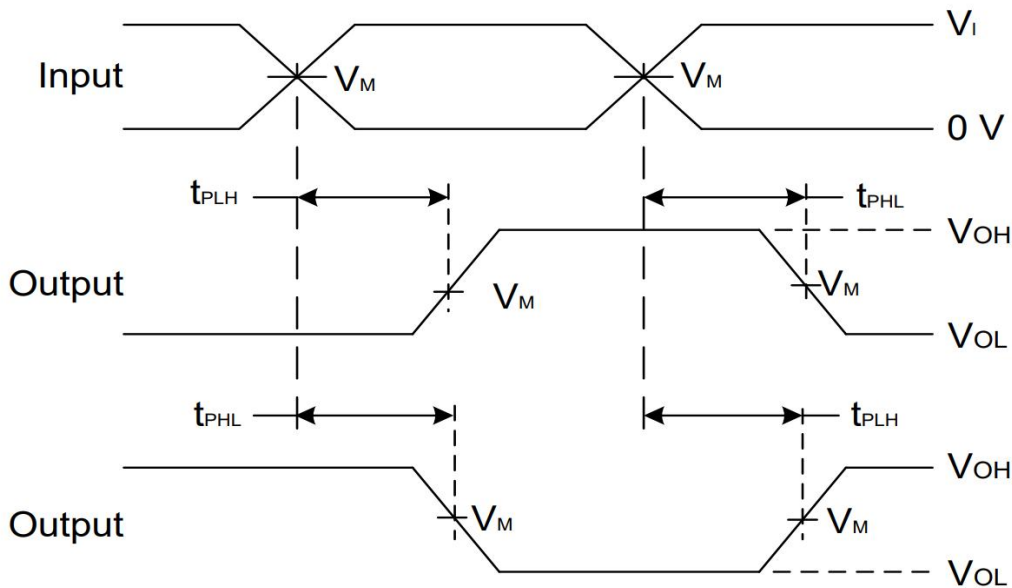 VI
Input
VM
VM
0 V
tPLH
tPHL
VOH
Output
VM
VM
VOL
tPHL
tPLH
VOH
Output
VM
VM
VOL